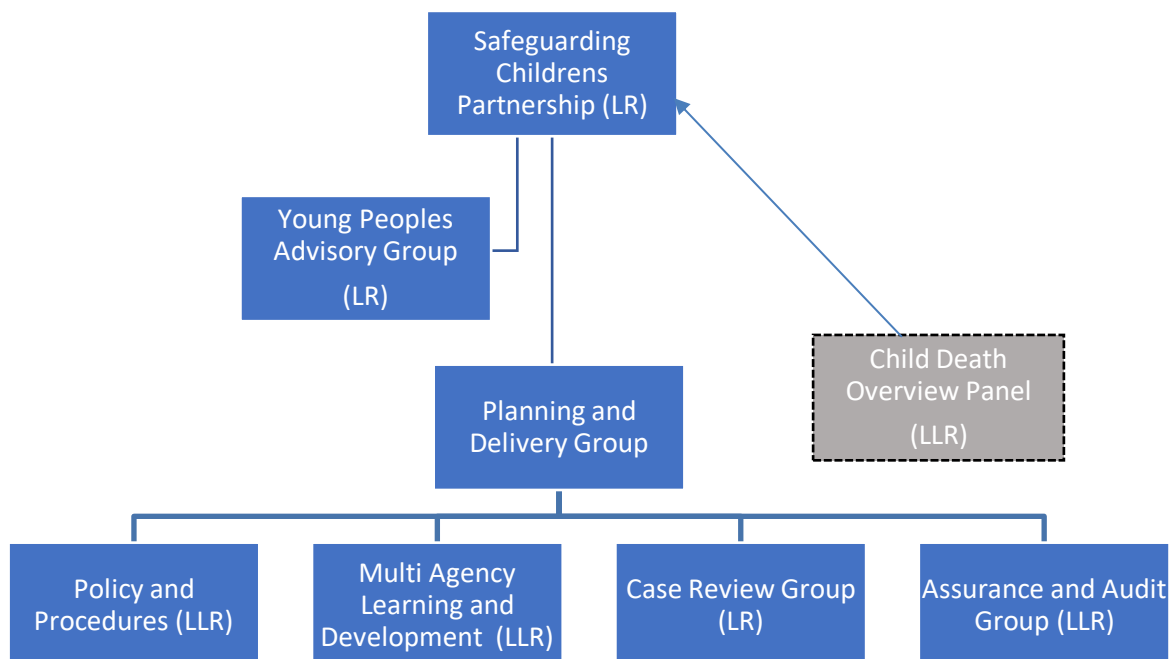 Safeguarding
Childrens
Partnership (LR)
Young Peoples
Advisory Group
(LR)
Child Death
Overview Panel
(LLR)
Planning and
Delivery Group
Policy and
Procedures (LLR)
Multi Agency
Learning and
Development (LLR)
Case Review Group
(LR)
Assurance and Audit
Group (LLR)